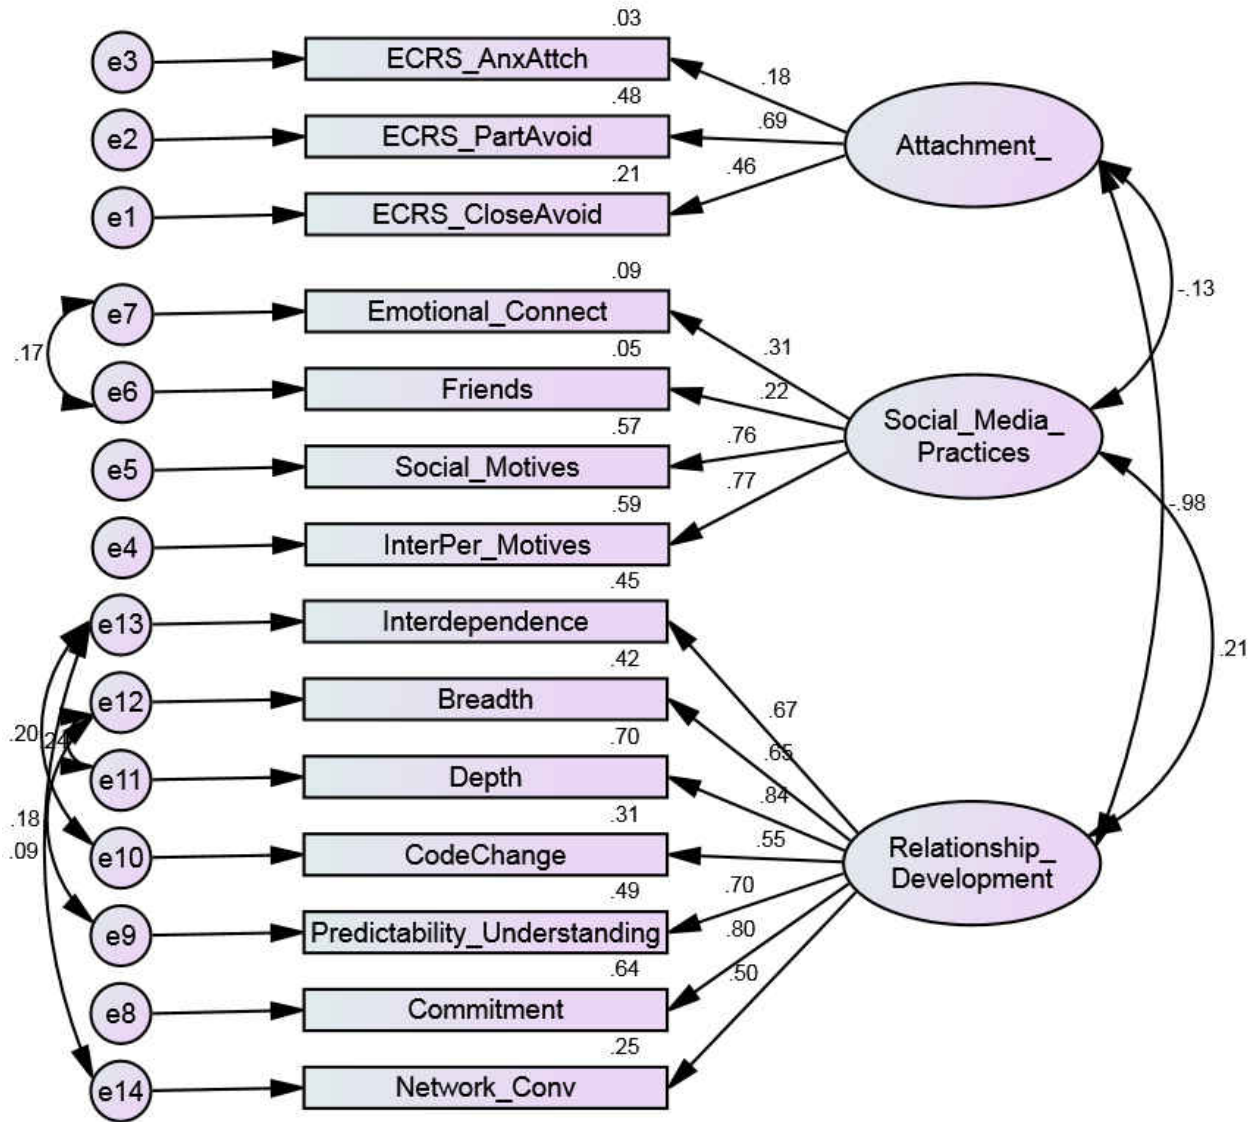 .03
e3
ECRS_AnxAttch
.18
.48
e2
ECRS_PartAvoid
.69
Attachment_
.21
e1
ECRS_CloseAvoid
.46
.09
-.13
e7
Emotional_Connect
.31
.17
.05
e6
Friends
.22
.57
Social_Media_
Practices
e5
Social_Motives
.76
.59
.77
-.98
e4
InterPer_Motives
.45
e13
Interdependence
.21
.42
e12
Breadth
.67
.20
.24
.70
.65
e11
Depth
.84
.31
.18
.09
e10
CodeChange
.55
Relationship_
Development
.49
.70
e9
Predictability_Understanding
.80
.64
.50
e8
Commitment
.25
e14
Network_Conv